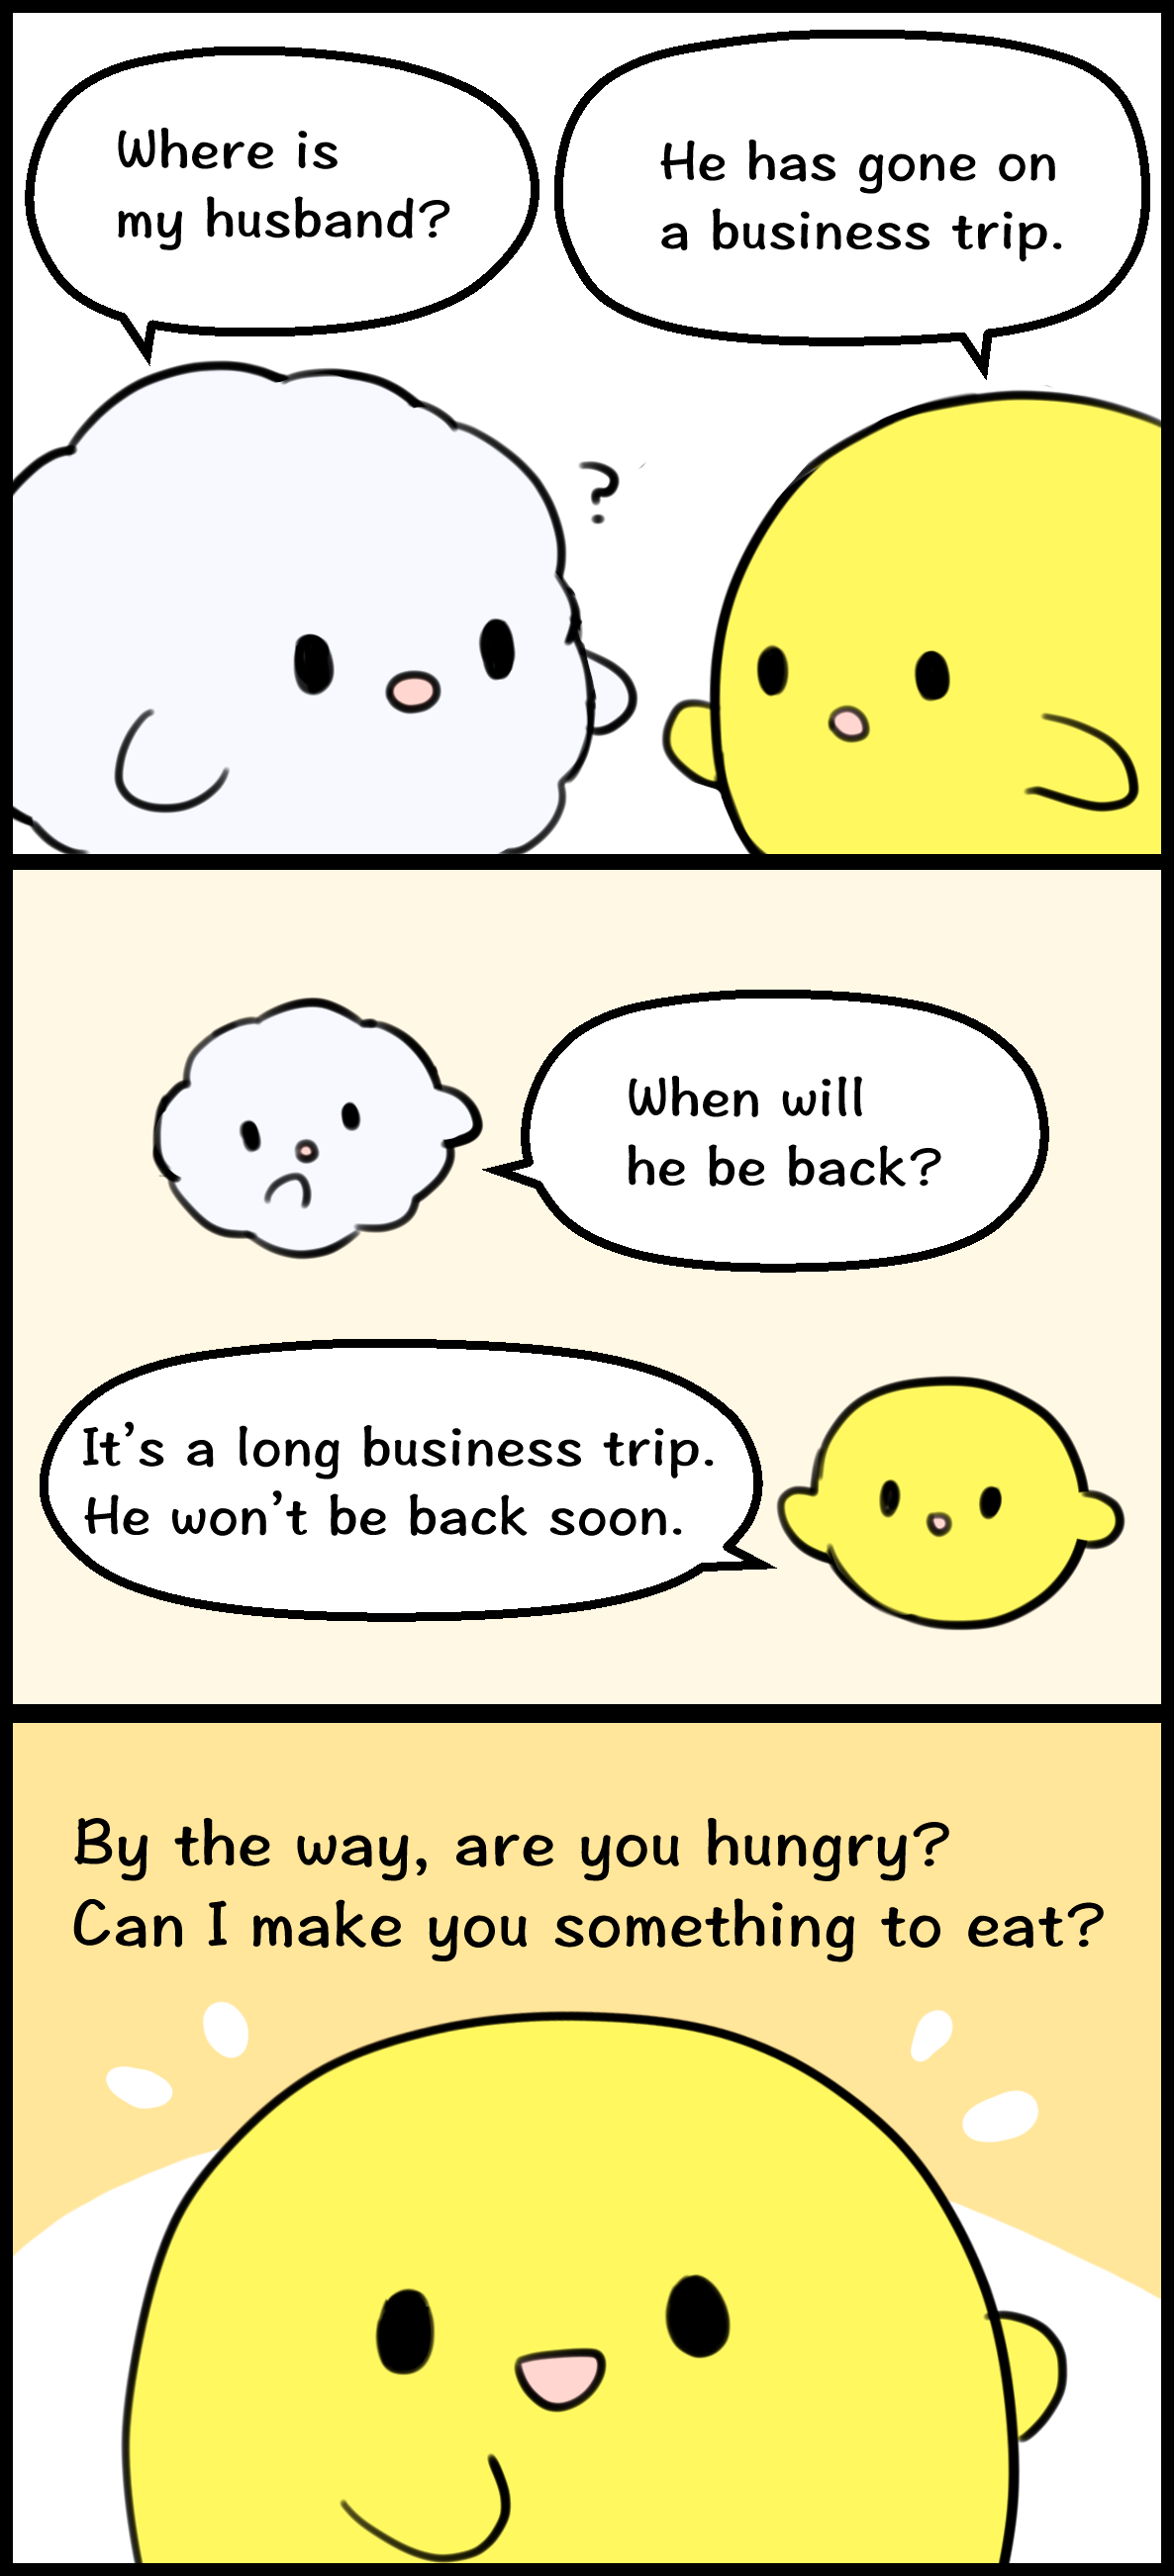 Where is
my husband?
He has gone on
a business trip.
?
When will
he be back?
It's a long business trip.
He won't be back soon.
By the way, are you hungry?
Can I make you something to eat?